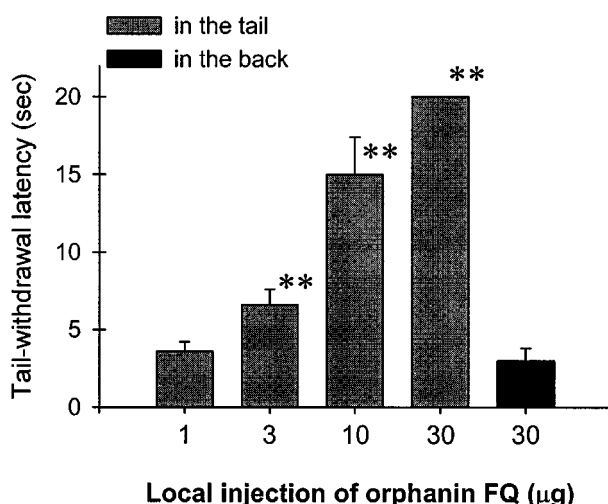 in the tail
in the back
Tail-withdrawal latency (sec)
20
15
10
5
0
**
**
**
1 3 10 30 30
Local injection of orphanin FQ (μg)